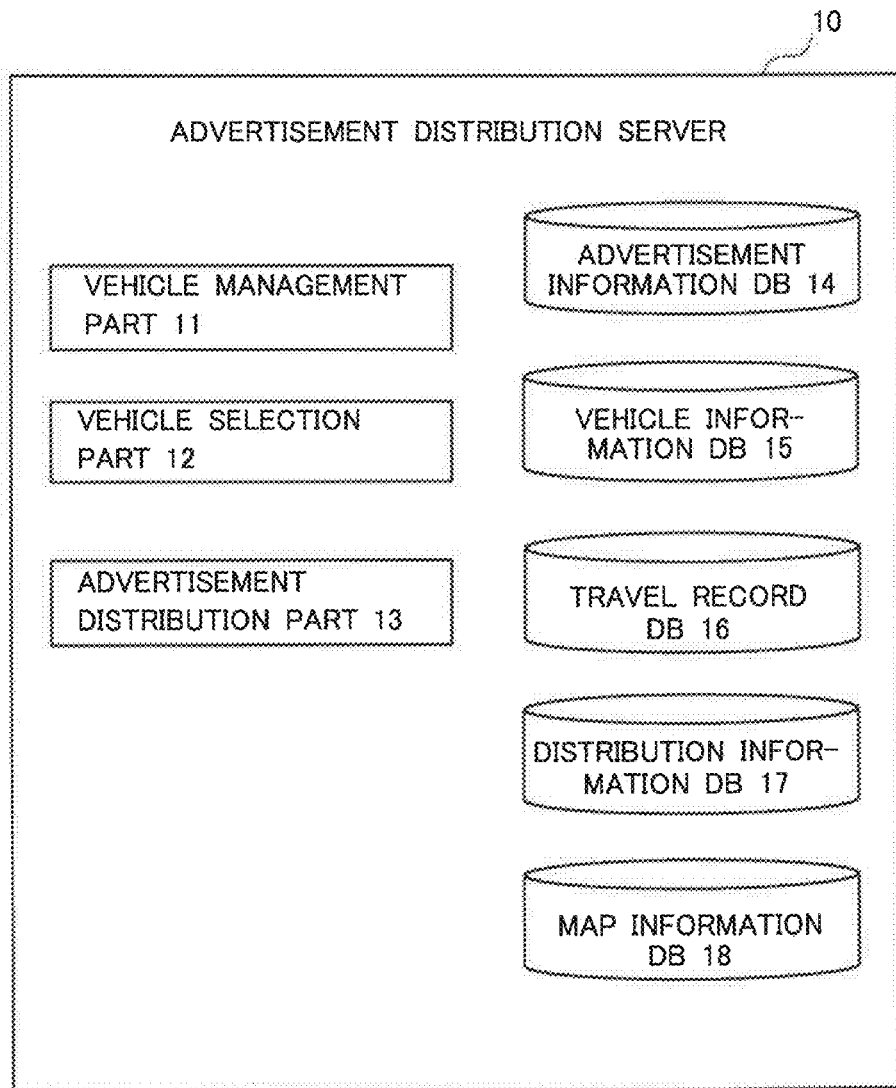 10
ADVERTISEMENT DISTRIBUTION SERVER
VEHICLE MANAGEMENT
PART 11
VEHICLE SELECTION
PART 12
ADVERTISEMENT
DISTRIBUTION PART 13
ADVERTISEMENT
INFORMATION DB 14
VEHICLE INFOR-
MATION DB 15
TRAVEL RECORD
DB 16
DISTRIBUTION INFOR-
MATION DB 17
MAP INFORMATION
DB 18